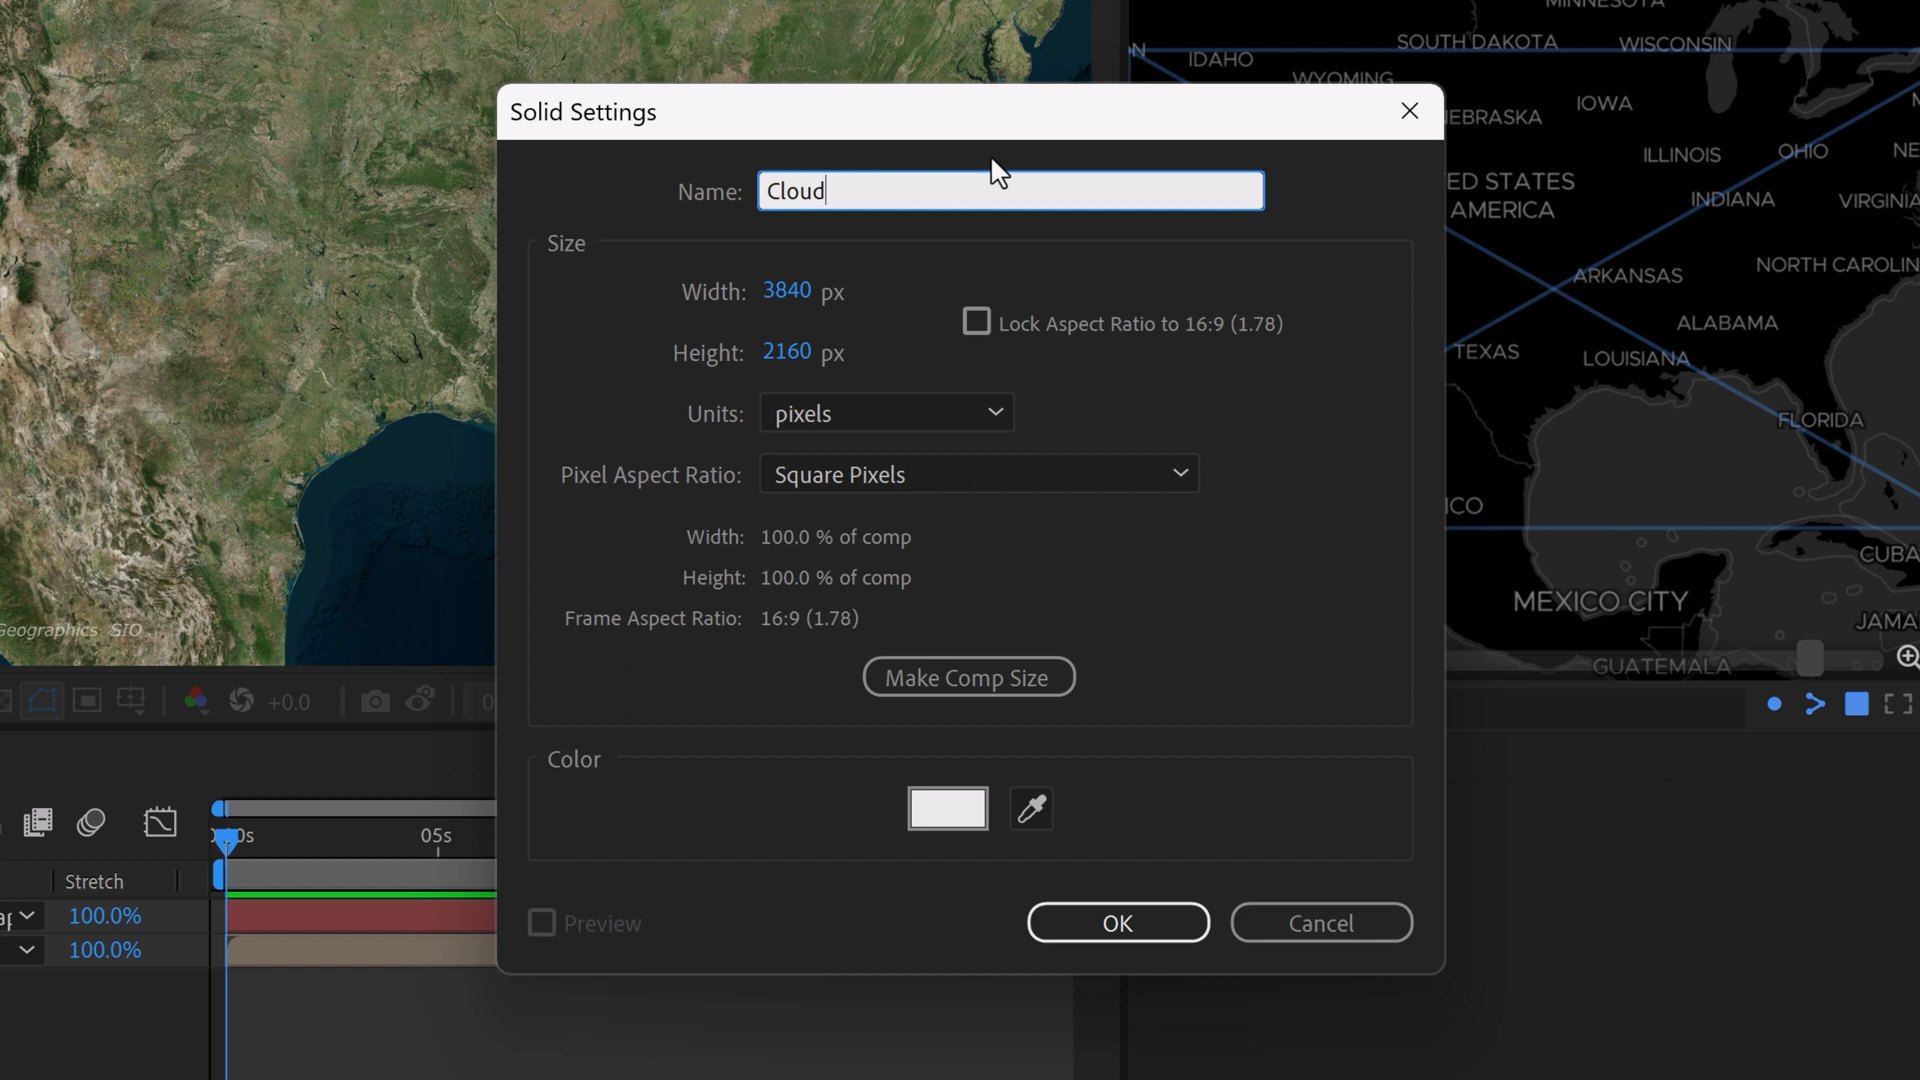 MINNESOTA
SOUTH DAKOTA
WISCONSIN
IDAHO
WYOMING
IOWA
EBRASKA
ILLINOIS
OHIO
NE
ED STATES
AMERICA
INDIANA
VIRGINIA
ARKANSAS
NORTH CAROLIN
ALABAMA
TEXAS
LOUISIANA
FLORIDA
ICO
CUBA
MEXICO CITY
JAMA
GUATEMALA
Solid Settings
Name: Cloud
Size
Width: 3840 px
Lock Aspect Ratio to 16:9 (1.78)
Height: 2160 px
Units: pixels
Pixel Aspect Ratio: Square Pixels
Width: 100.0 % of comp
Height: 100.0 % of comp
Frame Aspect Ratio: 16:9 (1.78)
Make Comp Size
Color
Preview
OK
Cancel
Geographics SIO
+0.0
0
05s
Stretch
100.0%
100.0%